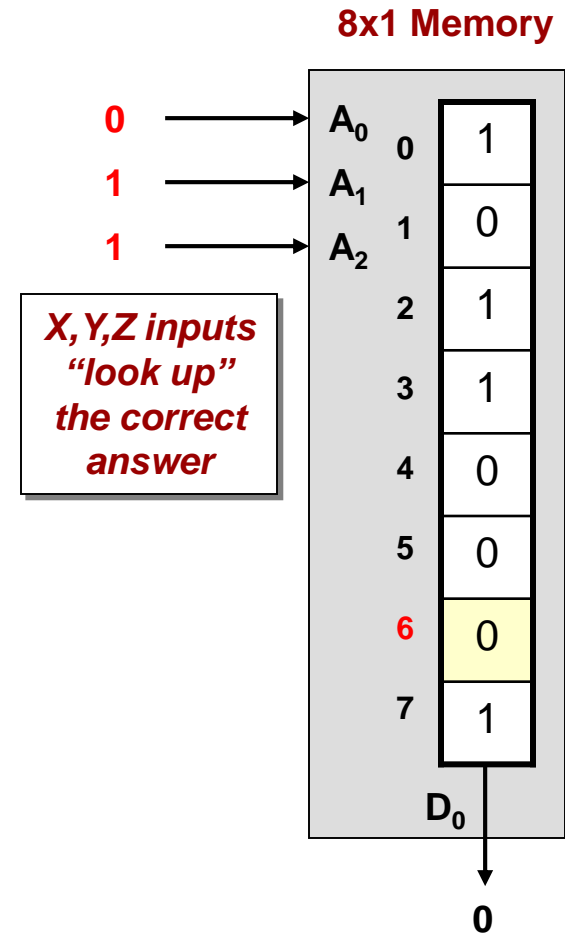 8x1 Memory
0 A₀
1 A₁
1 A₂
X,Y,Z inputs
“look up”
the correct
answer
0 1
1 0
2 1
3 1
4 0
5 0
6 0
7 1
D₀
0